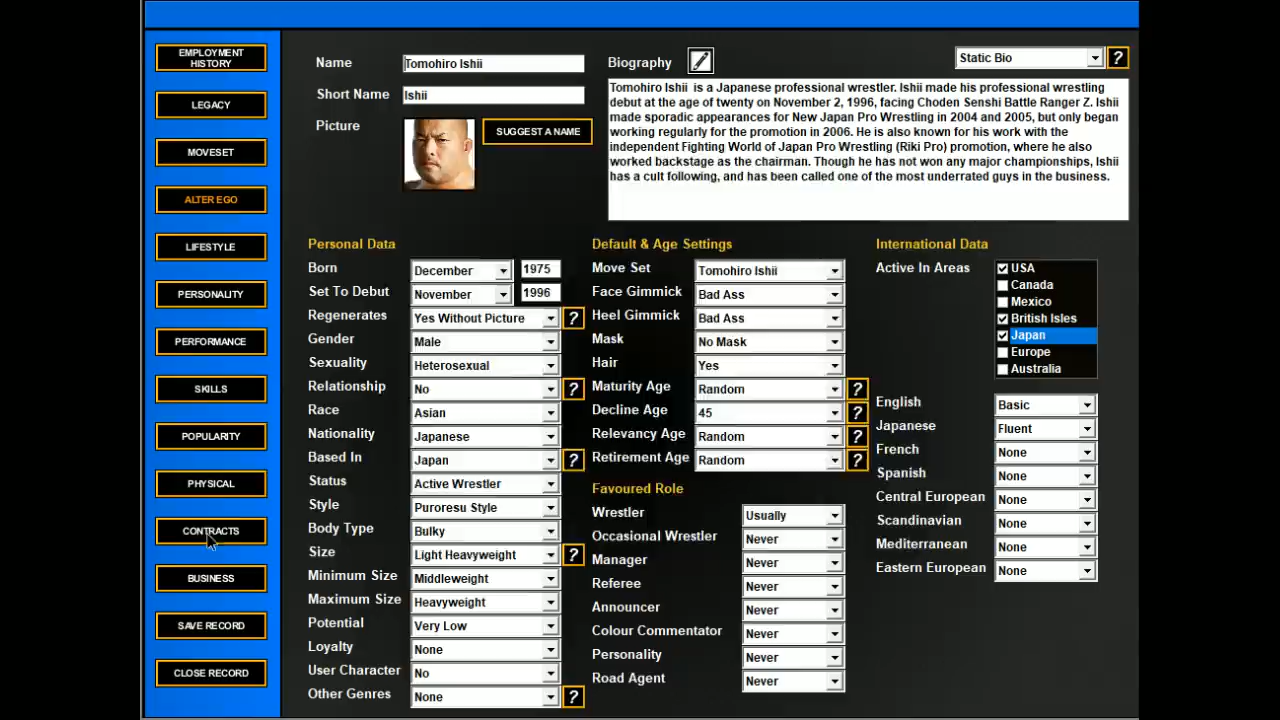 EMPLOYMENT
HISTORY
LEGACY
MOVESET
ALTER EGO
LIFESTYLE
PERSONALITY
PERFORMANCE
SKILLS
POPULARITY
PHYSICAL
CONTRACTS
BUSINESS
SAVE RECORD
CLOSE RECORD
Name Tomohiro Ishii
Short Name Ishii
Picture SUGGEST A NAME
Biography Static Bio ?
Tomohiro Ishii is a Japanese professional wrestler. Ishii made his professional wrestling
debut at the age of twenty on November 2, 1996, facing Choden Senshi Battle Ranger Z. Ishii
made sporadic appearances for New Japan Pro Wrestling in 2004 and 2005, but only began
working regularly for the promotion in 2006. He is also known for his work with the
independent Fighting World of Japan Pro Wrestling (Riki Pro) promotion, where he also
worked backstage as the chairman. Though he has not won any major championships, Ishii
has a cult following, and has been called one of the most underrated guys in the business.
Personal Data
Born December 1975
Set To Debut November 1996
Regenerates Yes Without Picture ?
Gender Male
Sexuality Heterosexual
Relationship No ?
Race Asian
Nationality Japanese
Based In Japan ?
Status Active Wrestler
Style Puroresu Style
Body Type Bulky
Size Light Heavyweight ?
Minimum Size Middleweight
Maximum Size Heavyweight
Potential Very Low
Loyalty None
User Character No
Other Genres None ?
Default & Age Settings
Move Set Tomohiro Ishii
Face Gimmick Bad Ass
Heel Gimmick Bad Ass
Mask No Mask
Hair Yes
Maturity Age Random ?
Decline Age 45 ?
Relevancy Age Random ?
Retirement Age Random ?
Favoured Role
Wrestler Usually
Occasional Wrestler Never
Manager Never
Referee Never
Announcer Never
Colour Commentator Never
Personality Never
Road Agent Never
International Data
Active In Areas USA
Canada
Mexico
British Isles
Japan
Europe
Australia
English Basic
Japanese Fluent
French None
Spanish None
Central European None
Scandinavian None
Mediterranean None
Eastern European None